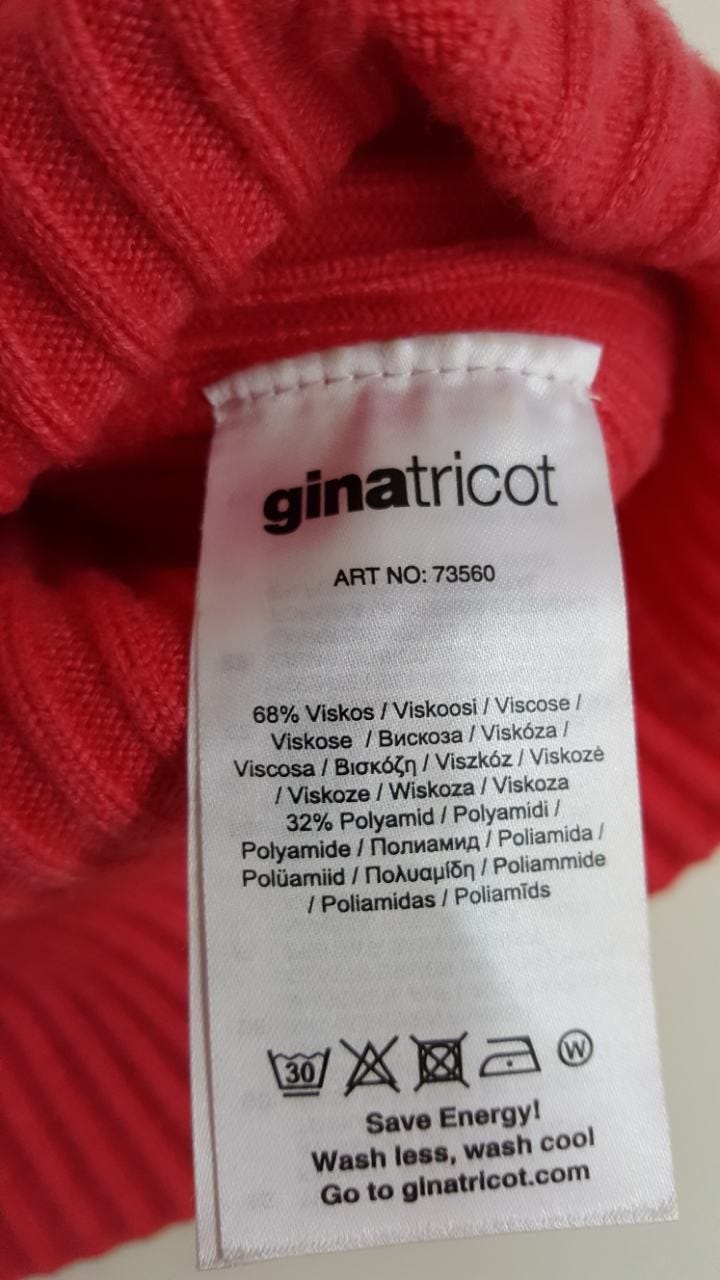 ginatricot
ART NO: 73560
68% Viskos / Viskoosi / Viscose /
Viskose / Вискоза / Viskóza /
Viscosa / Βισκόζη / Viszkóz / Viskozė
/ Viskoze / Wiskoza / Viskoza
32% Polyamid / Polyamidi /
Polyamide / Полиамид / Poliamida /
Polüamiid / Πολυαμίδη / Poliammide
/ Poliamidas / Poliamīds
30 W
Save Energy!
Wash less, wash cool
Go to ginatricot.com